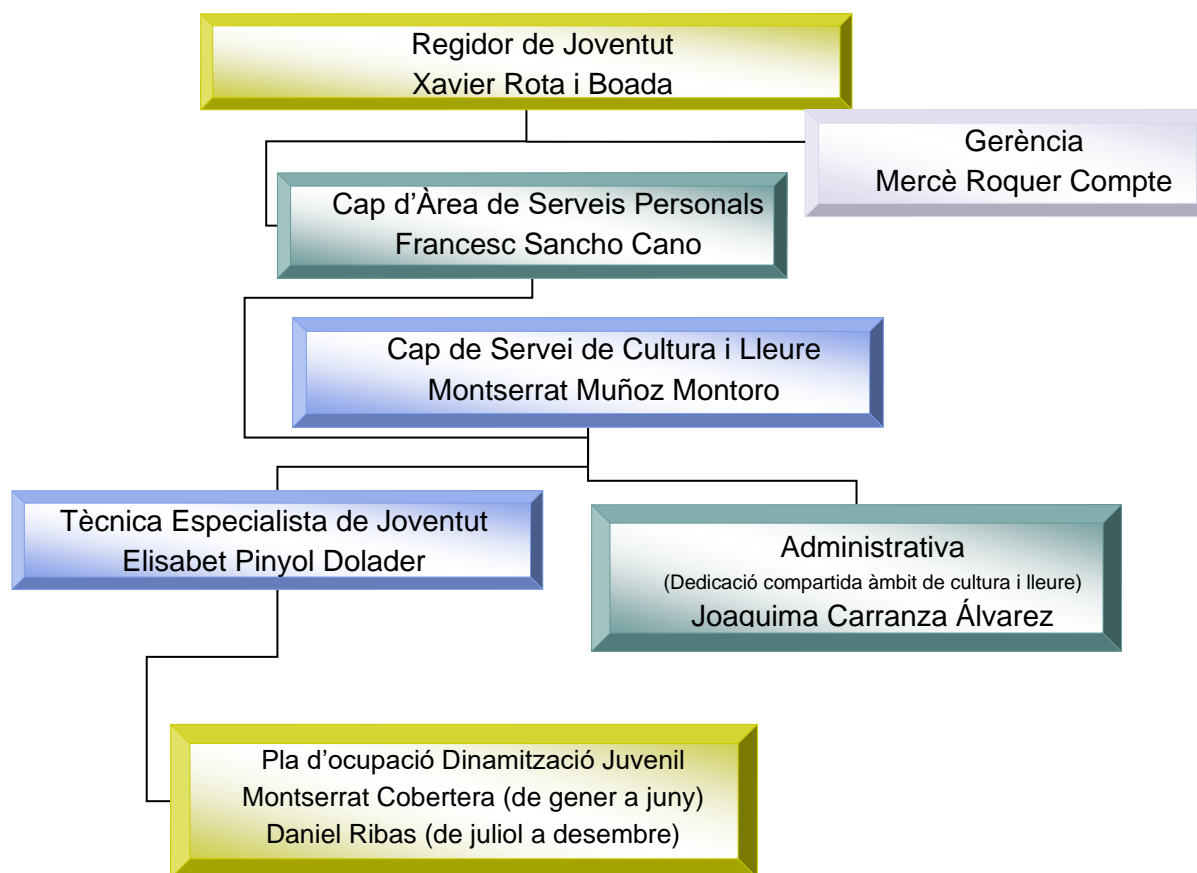 Regidor de Joventut
Xavier Rota i Boada
Gerència
Mercè Roquer Compte
Cap d’Àrea de Serveis Personals
Francesc Sancho Cano
Cap de Servei de Cultura i Lleure
Montserrat Muñoz Montoro
Tècnica Especialista de Joventut
Elisabet Pinyol Dolader
Administrativa
(Dedicació compartida àmbit de cultura i lleure)
Joaquima Carranza Álvarez
Pla d’ocupació Dinamització Juvenil
Montserrat Cobertera (de gener a juny)
Daniel Ribas (de juliol a desembre)